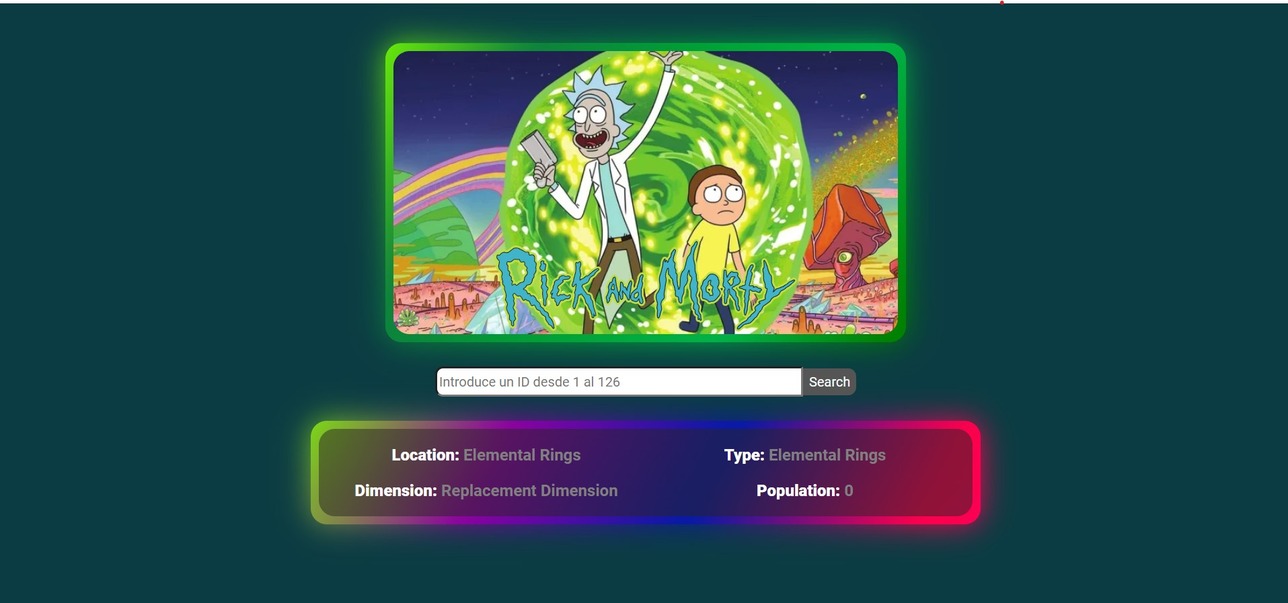 Rick and Morty
Introduce un ID desde 1 al 126 Search
Location: Elemental Rings Type: Elemental Rings
Dimension: Replacement Dimension Population: 0